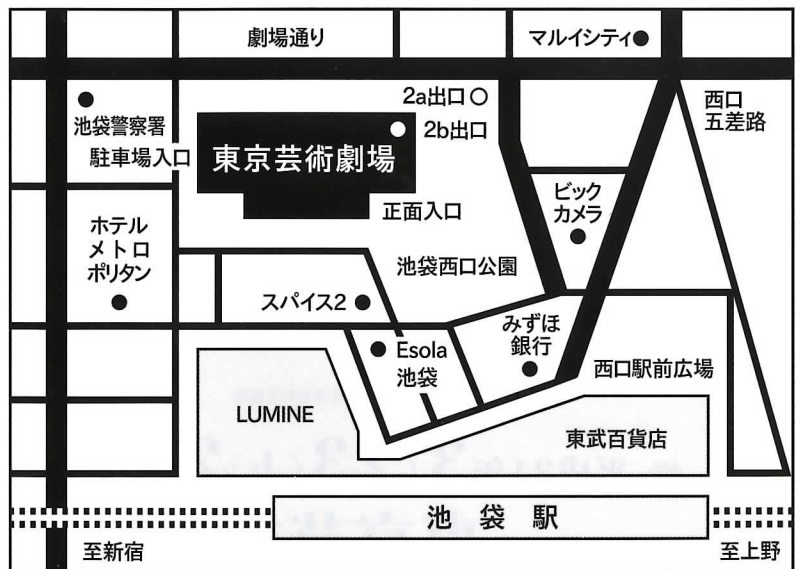 劇場通り
マルイシティ
2a出口
2b出口
西口
五差路
池袋警察署
駐車場入口
東京芸術劇場
正面入口
ビック
カメラ
ホテル
メトロ
ポリタン
池袋西口公園
スパイス2
みずほ
銀行
Esola
池袋
西口駅前広場
LUMINE
東武百貨店
池袋駅
至新宿
至上野